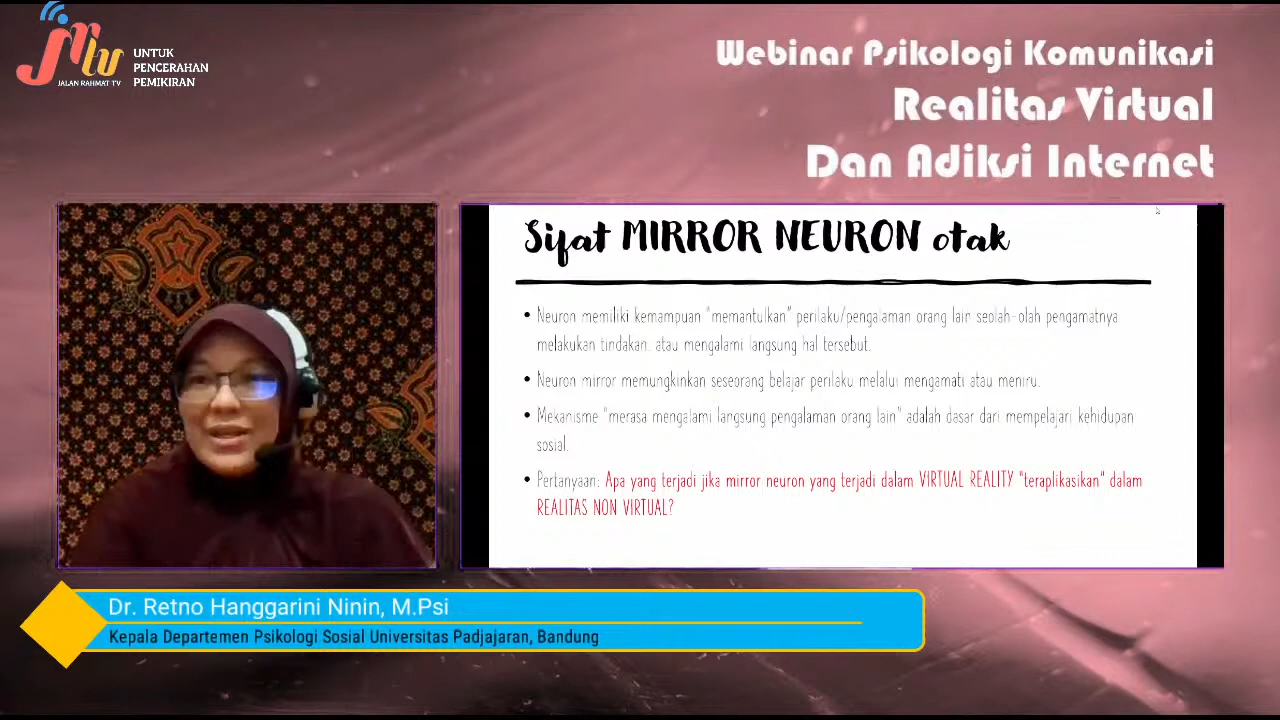 jrtv
JALAN RAHMAT TV
UNTUK
PENCERAHAN
PEMIKIRAN
Webinar Psikologi Komunikasi
Realitas Virtual
Dan Adiksi Internet
Sifat MIRROR NEURON otak
• Neuron memiliki kemampuan "memantulkan" perilaku/pengalaman orang lain seolah-olah pengamatnya
melakukan tindakan, atau mengalami langsung hal tersebut.
• Neuron mirror memungkinkan seseorang belajar perilaku melalui mengamati atau meniru.
• Mekanisme "merasa mengalami langsung pengalaman orang lain" adalah dasar dari mempelajari kehidupan
sosial.
• Pertanyaan: Apa yang terjadi jika mirror neuron yang terjadi dalam VIRTUAL REALITY "teraplikasikan" dalam
REALITAS NON VIRTUAL?
Dr. Retno Hanggarini Ninin, M.Psi
Kepala Departemen Psikologi Sosial Universitas Padjajaran, Bandung